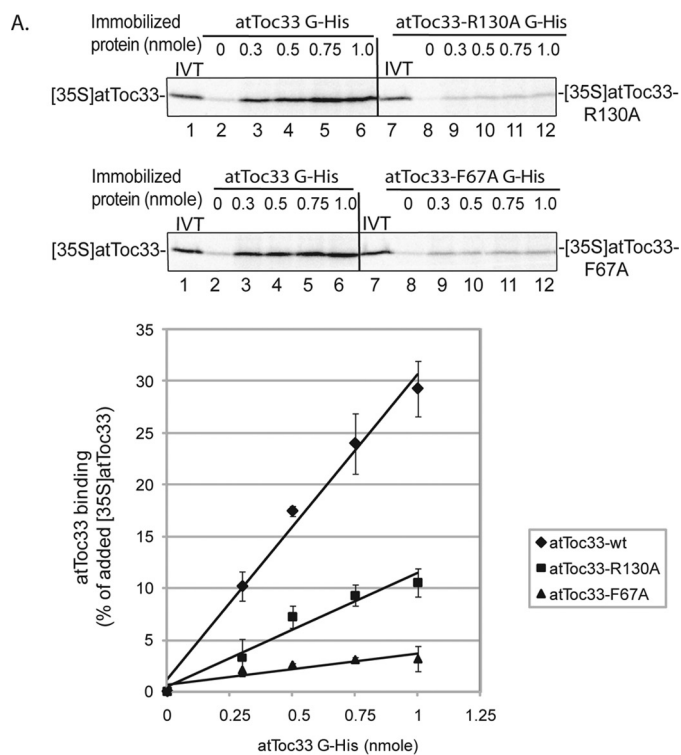 A.
Immobilized atToc33 G-His atToc33-R130A G-His
protein (nmole) 0 0.3 0.5 0.75 1.0 0 0.3 0.5 0.75 1.0
IVT IVT
[35S]atToc33- -[35S]atToc33-
R130A
1 2 3 4 5 6 7 8 9 10 11 12
Immobilized atToc33 G-His atToc33-F67A G-His
protein (nmole) 0 0.3 0.5 0.75 1.0 0 0.3 0.5 0.75 1.0
IVT IVT
[35S]atToc33- -[35S]atToc33-
F67A
1 2 3 4 5 6 7 8 9 10 11 12
atToc33 binding
(% of added [35S]atToc33)
35
30
25
20
15
10
5
0
0 0.25 0.5 0.75 1 1.25
atToc33 G-His (nmole)
atToc33-wt
atToc33-R130A
atToc33-F67A